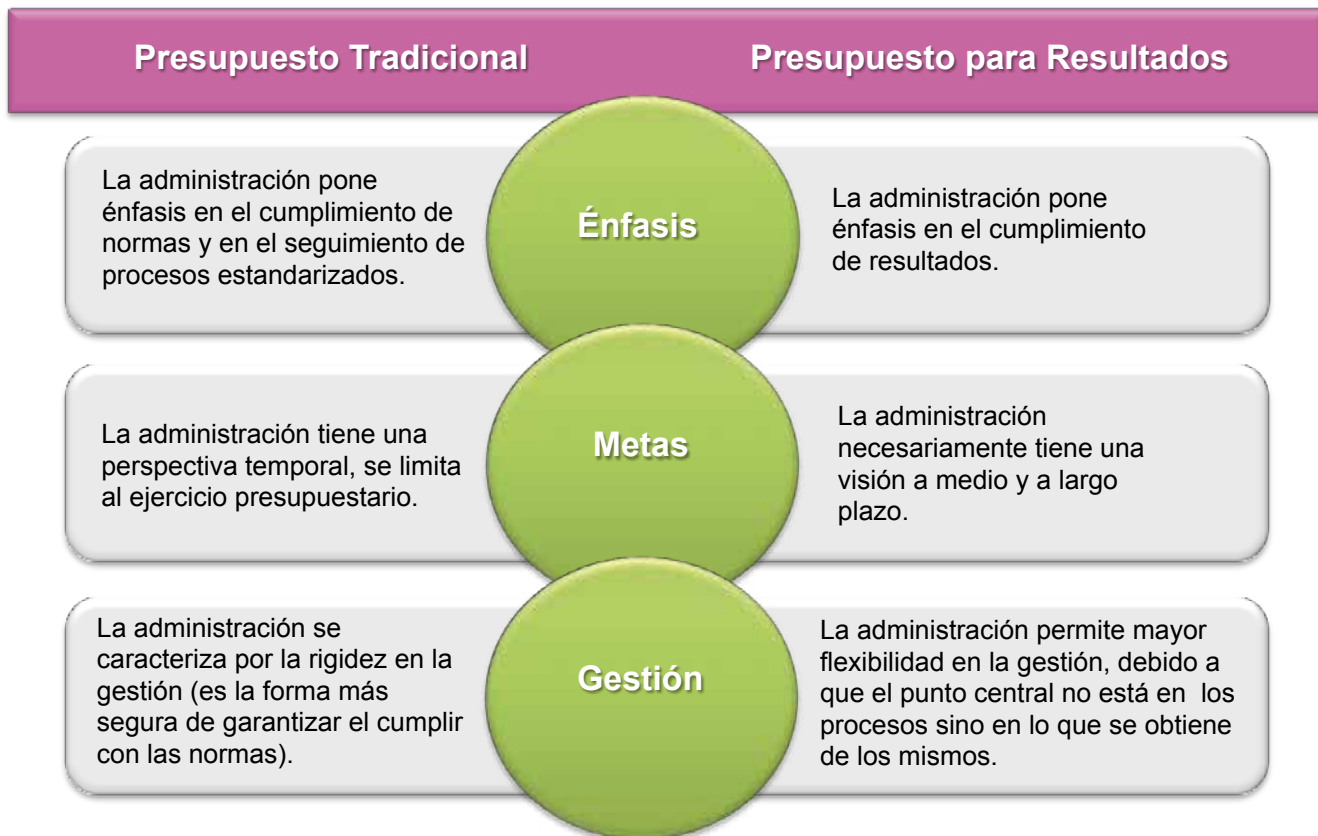 Presupuesto Tradicional
Presupuesto para Resultados
La administración pone
énfasis en el cumplimiento de
normas y en el seguimiento de
procesos estandarizados.
Énfasis
La administración pone
énfasis en el cumplimiento
de resultados.
La administración tiene una
perspectiva temporal, se limita
al ejercicio presupuestario.
Metas
La administración
necesariamente tiene una
visión a medio y a largo
plazo.
La administración se
caracteriza por la rigidez en la
gestión (es la forma más
segura de garantizar el cumplir
con las normas).
Gestión
La administración permite mayor
flexibilidad en la gestión, debido a
que el punto central no está en  los
procesos sino en lo que se obtiene
de los mismos.